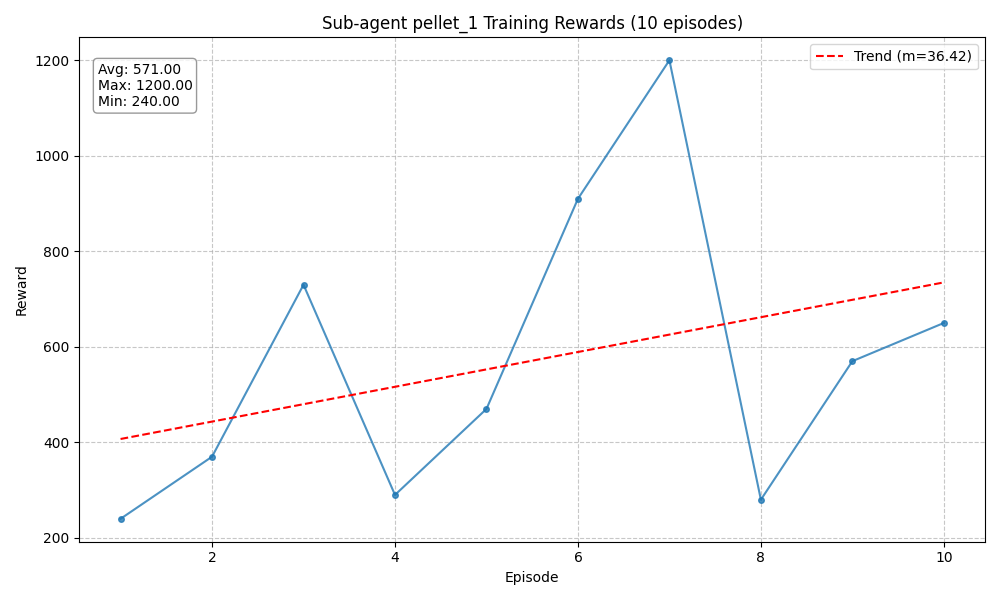 Sub-agent pellet_1 Training Rewards (10 episodes)
Avg: 571.00
Max: 1200.00
Min: 240.00
Trend (m=36.42)
Reward
1200
1000
800
600
400
200
2 4 6 8 10
Episode